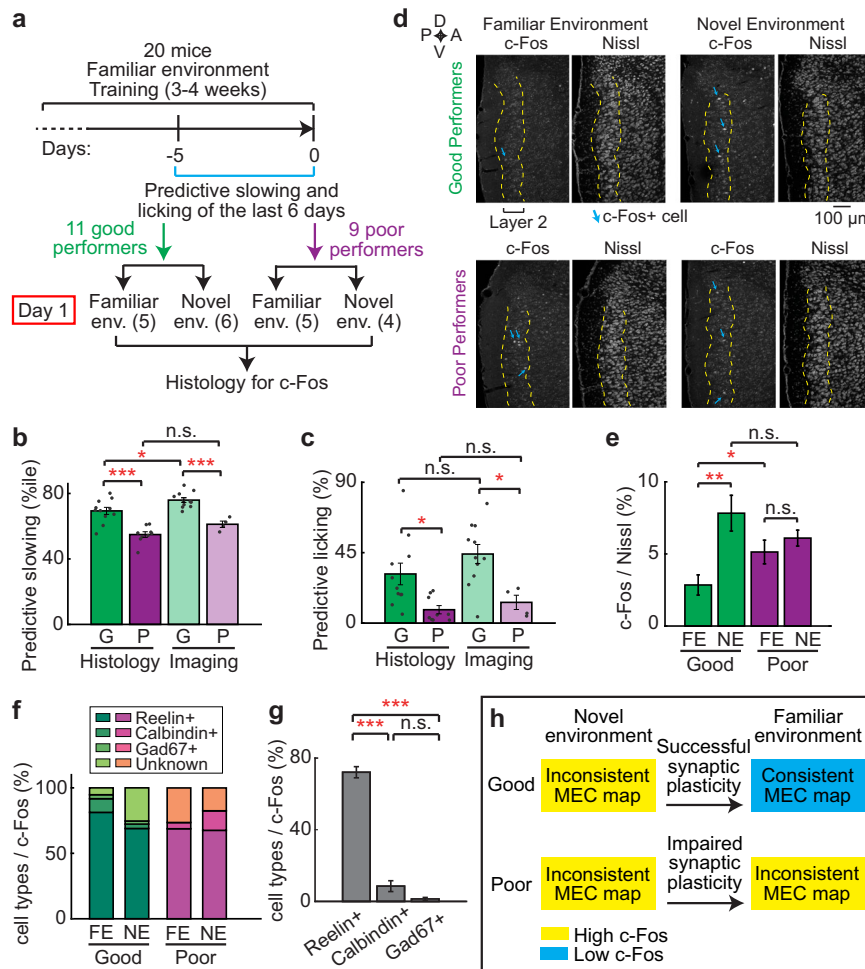 a
20 mice
Familiar environment
Training (3-4 weeks)
Days:
-5
0
Predictive slowing and
licking of the last 6 days
11 good
performers
9 poor
performers
Day 1
Familiar
env. (5)
Novel
env. (6)
Familiar
env. (5)
Novel
env. (4)
Histology for c-Fos
d
D
P
A
V
Familiar Environment
Novel Environment
c-Fos
Nissl
c-Fos
Nissl
Good Performers
Layer 2
c-Fos+ cell
100 µm
c-Fos
Nissl
c-Fos
Nissl
Poor Performers
b
n.s.
*
***
***
Predictive slowing (%ile)
80
60
0
G
P
G
P
Histology
Imaging
c
n.s.
n.s.
*
*
Predictive licking (%)
90
45
0
G
P
G
P
Histology
Imaging
e
n.s.
*
**
n.s.
c-Fos / Nissl (%)
10
5
0
FE
NE
FE
NE
Good
Poor
f
Reelin+
Calbindin+
Gad67+
Unknown
cell types / c-Fos (%)
100
50
0
FE
NE
FE
NE
Good
Poor
g
***
***
n.s.
cell types / c-Fos (%)
80
40
0
Reelin+
Calbindin+
Gad67+
h
Novel
environment
Familiar
environment
Good
Inconsistent
MEC map
Successful
synaptic
plasticity
Consistent
MEC map
Poor
Inconsistent
MEC map
Impaired
synaptic
plasticity
Inconsistent
MEC map
High c-Fos
Low c-Fos